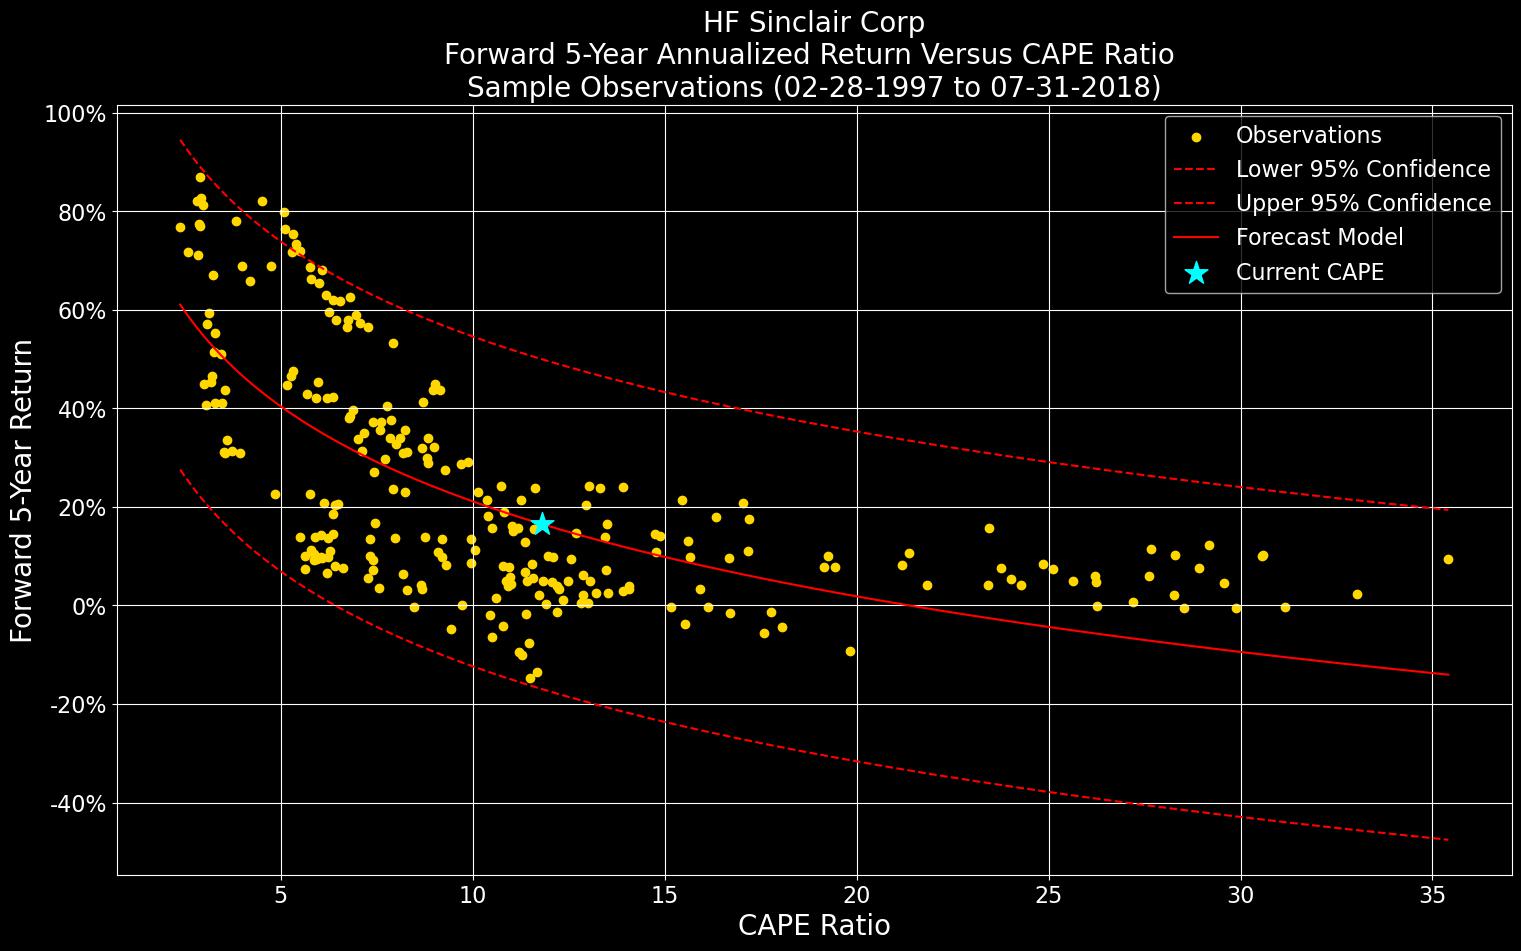 HF Sinclair Corp
Forward 5-Year Annualized Return Versus CAPE Ratio
Sample Observations (02-28-1997 to 07-31-2018)
100%
80%
60%
40%
20%
0%
-20%
-40%
Forward 5-Year Return
Observations
Lower 95% Confidence
Upper 95% Confidence
Forecast Model
Current CAPE
5
10
15
20
25
30
35
CAPE Ratio